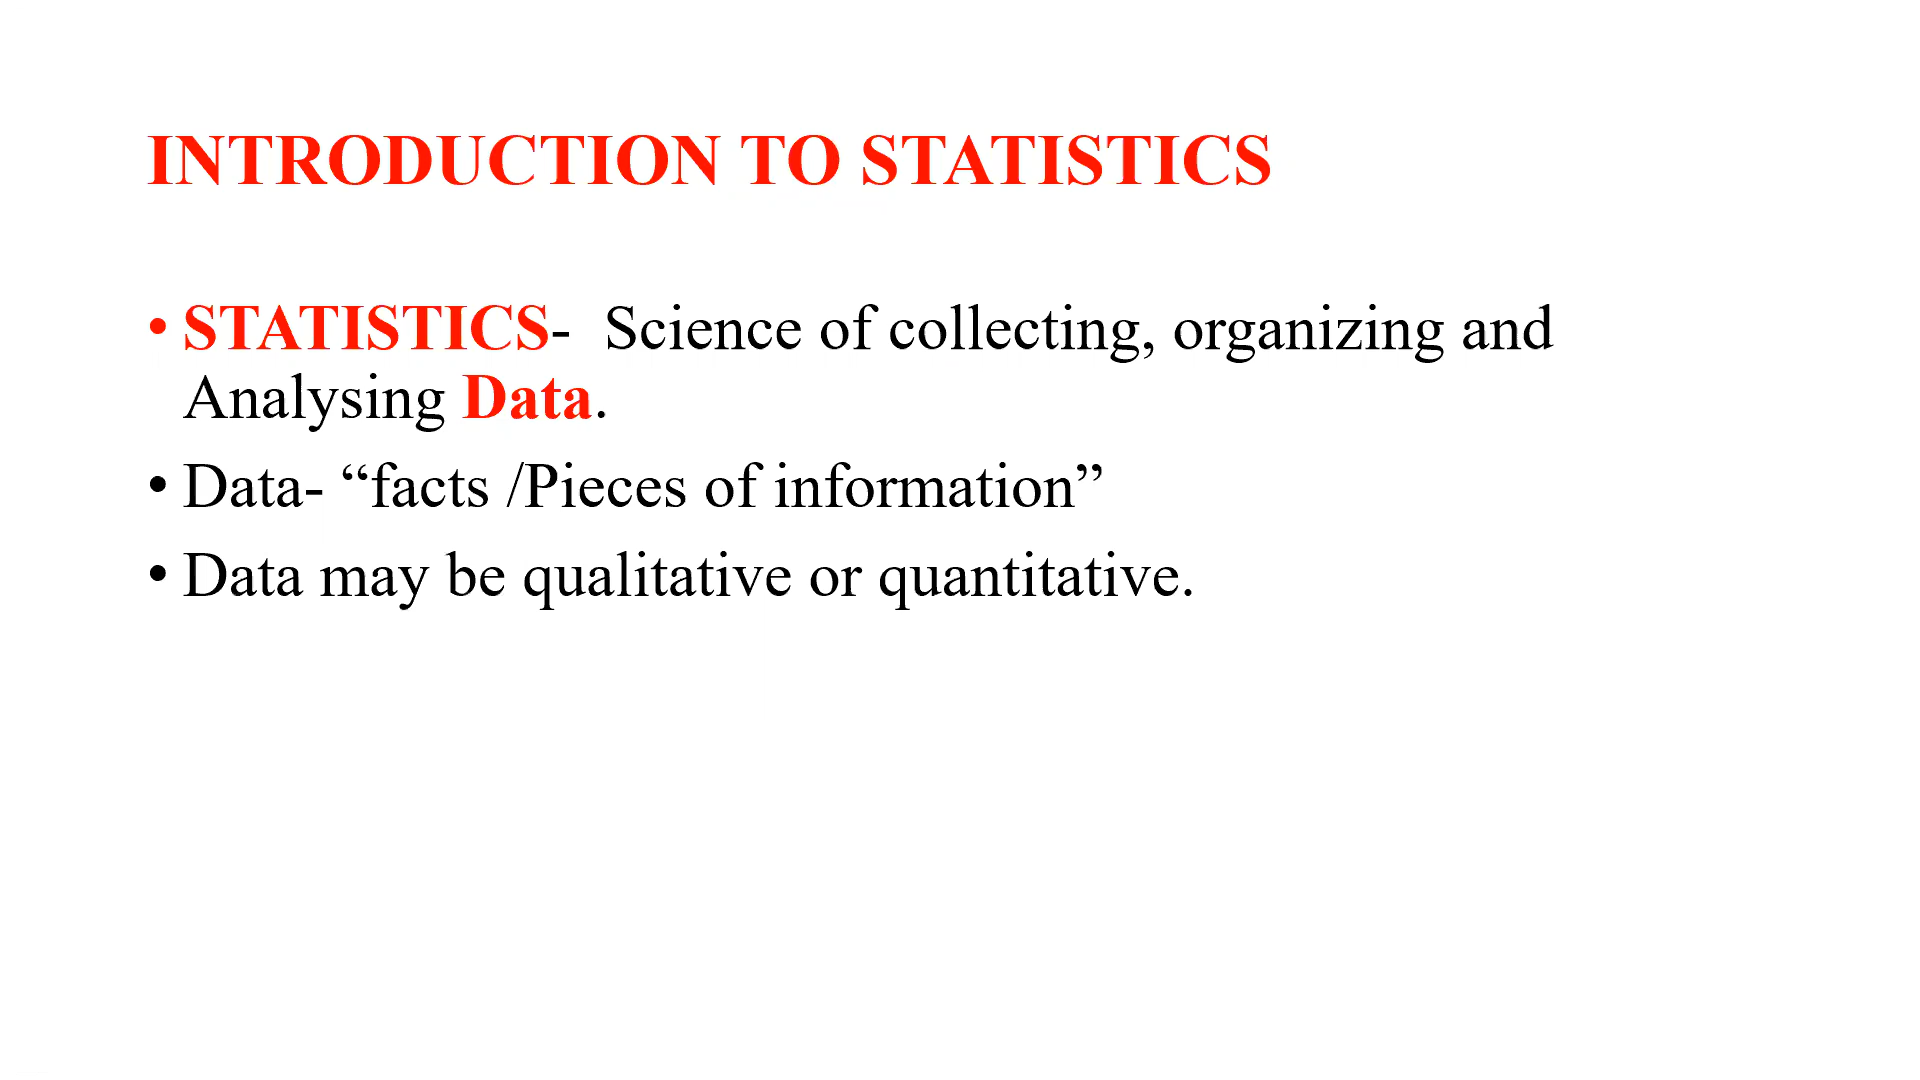 INTRODUCTION TO STATISTICS
• STATISTICS-  Science of collecting, organizing and
Analysing Data.
• Data- “facts /Pieces of information”
• Data may be qualitative or quantitative.